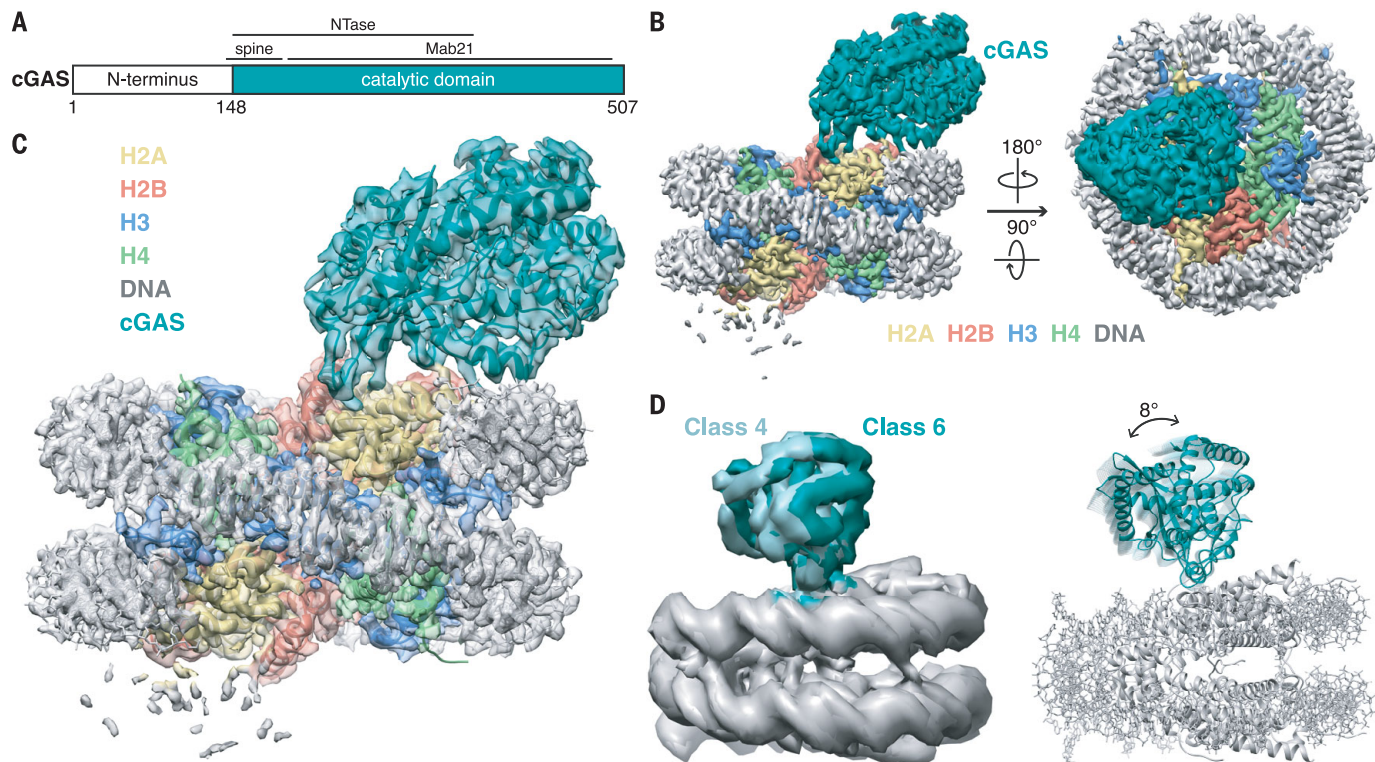 A
NTase
spine
Mab21
cGAS
N-terminus
catalytic domain
1
148
507
B
cGAS
180°
90°
H2A H2B H3 H4 DNA
C
H2A
H2B
H3
H4
DNA
cGAS
D
Class 4
Class 6
8°